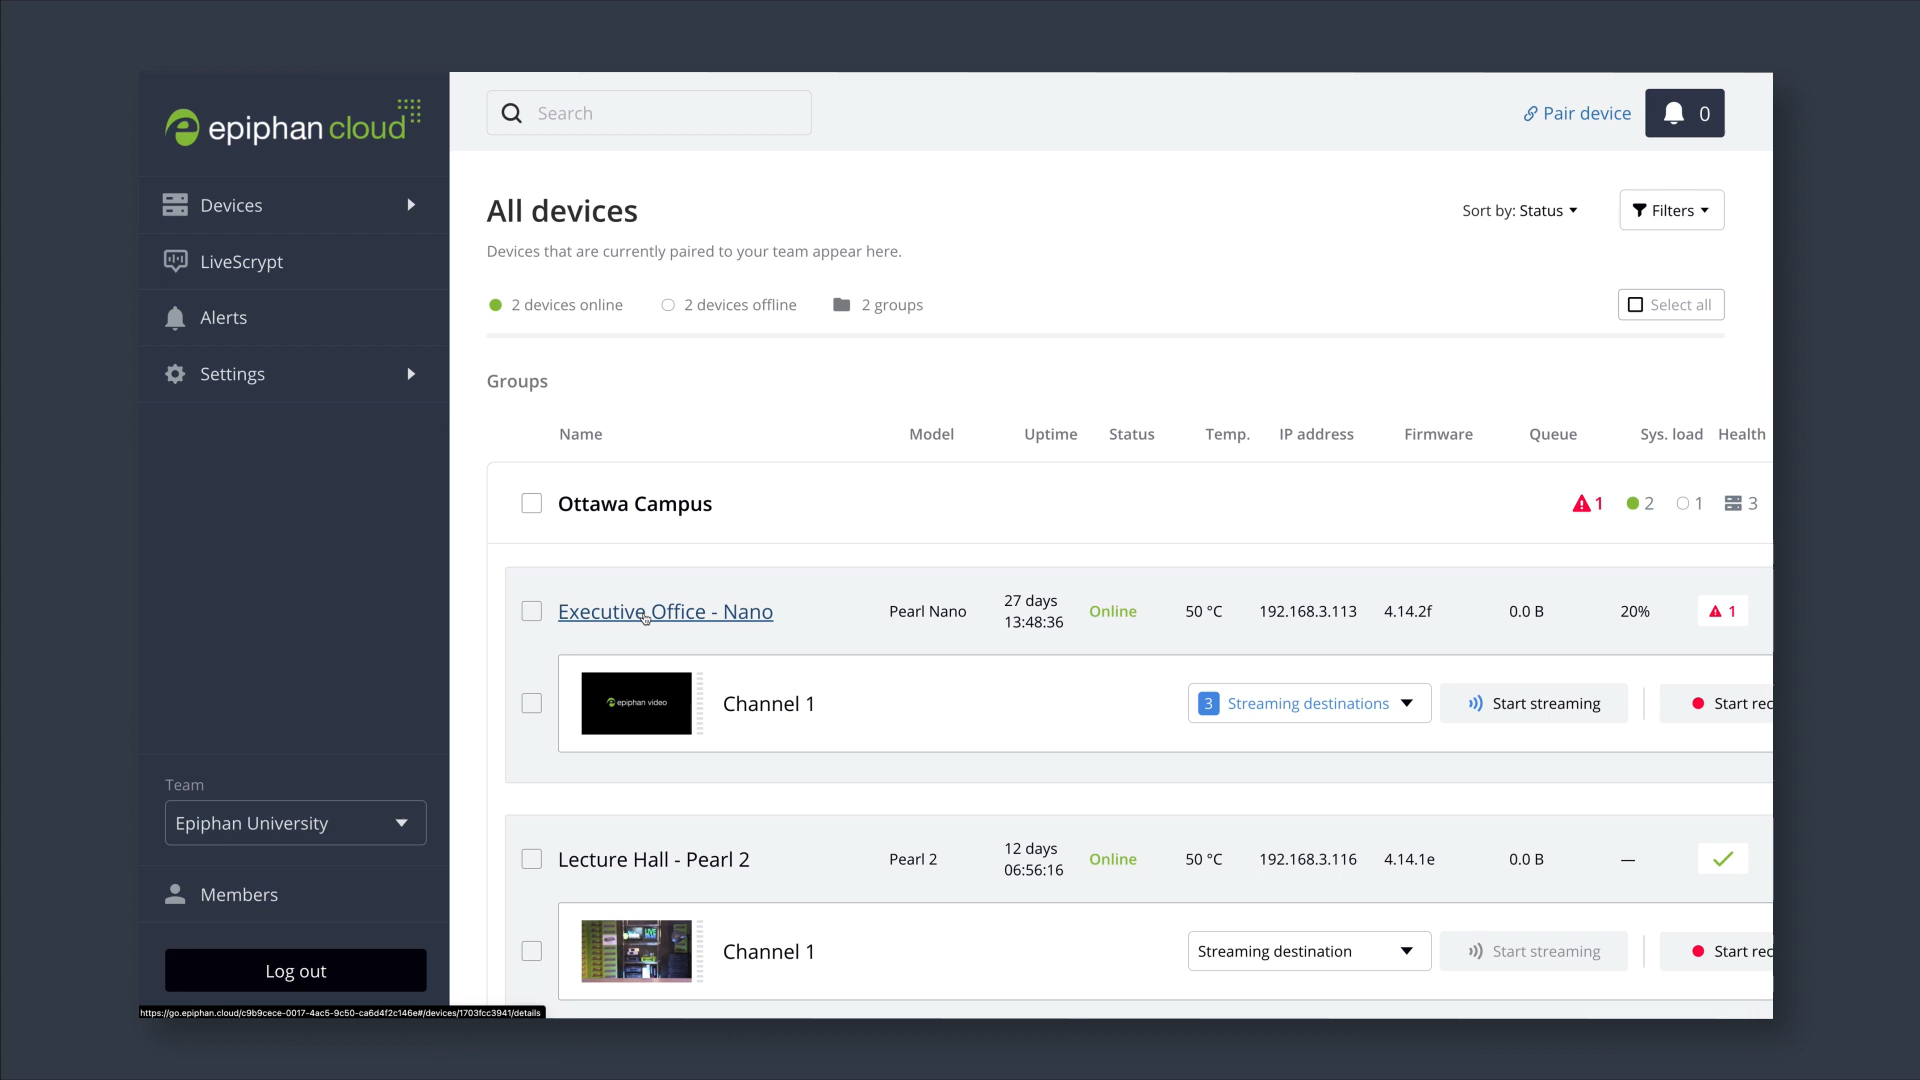 epiphan cloud
Search
Pair device
0
Devices
LiveScrypt
Alerts
Settings
All devices
Sort by: Status
Filters
Devices that are currently paired to your team appear here.
2 devices online
2 devices offline
2 groups
Select all
Groups
Name Model Uptime Status Temp. IP address Firmware Queue Sys. load Health
Ottawa Campus
1 2 1 3
Executive Office - Nano Pearl Nano 27 days 13:48:36 Online 50 °C 192.168.3.113 4.14.2f 0.0 B 20% 1
epiphan video
Channel 1
3 Streaming destinations
Start streaming
Start rec
Lecture Hall - Pearl 2 Pearl 2 12 days 06:56:16 Online 50 °C 192.168.3.116 4.14.1e 0.0 B —
Channel 1
Streaming destination
Start streaming
Start rec
Team
Epiphan University
Members
Log out
https://go.epiphan.cloud/c9b9cece-0017-4ac5-9c50-ca6d4f2c146e#/devices/1703fcc3941/details